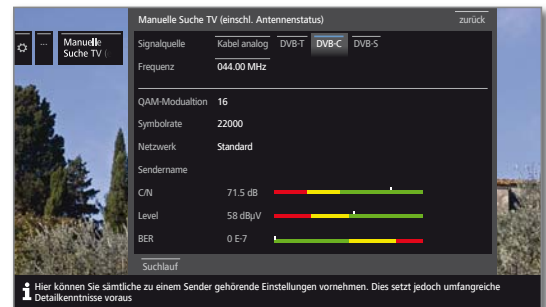 Manuelle Suche TV (einschl. Antennenstatus) zurück
...
Manuelle
Suche TV (
Signalquelle Kabel analog DVB-T DVB-C DVB-S
Frequenz 044.00 MHz
QAM-Modualtion 16
Symbolrate 22000
Netzwerk Standard
Sendername
C/N 71.5 dB
Level 58 dBµV
BER 0 E-7
Suchlauf
i Hier können Sie sämtliche zu einem Sender gehörende Einstellungen vornehmen. Dies setzt jedoch umfangreiche
Detailkenntnisse voraus